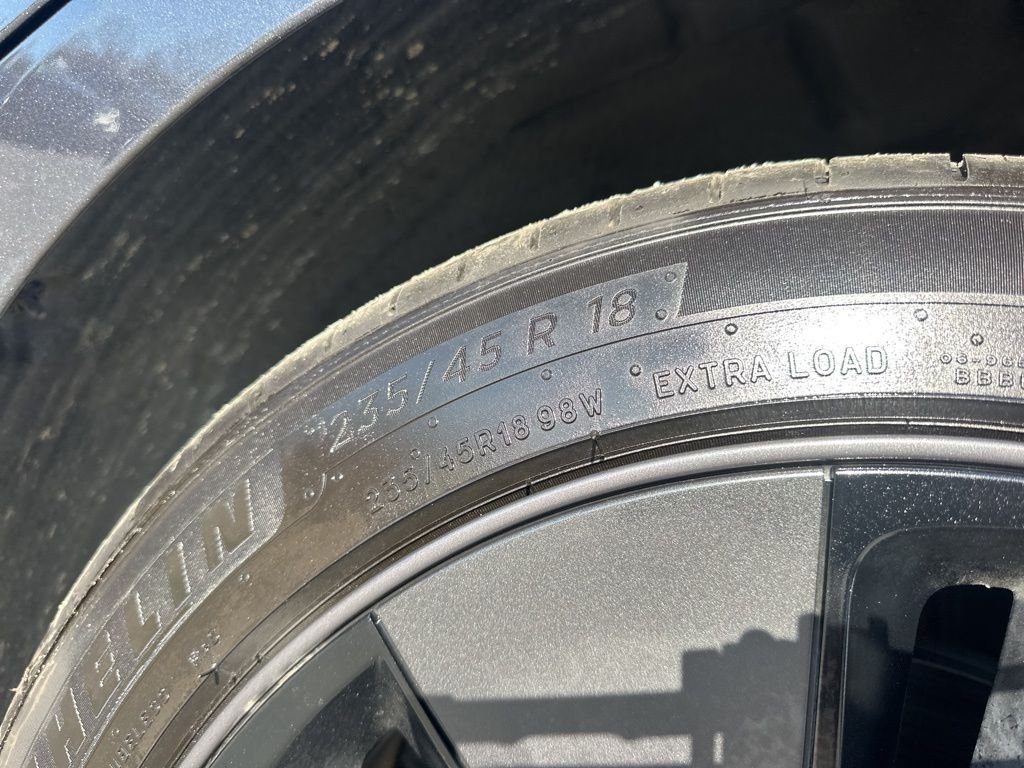 235/45 R 18
235/45R18 98W
EXTRA LOAD
HELIN